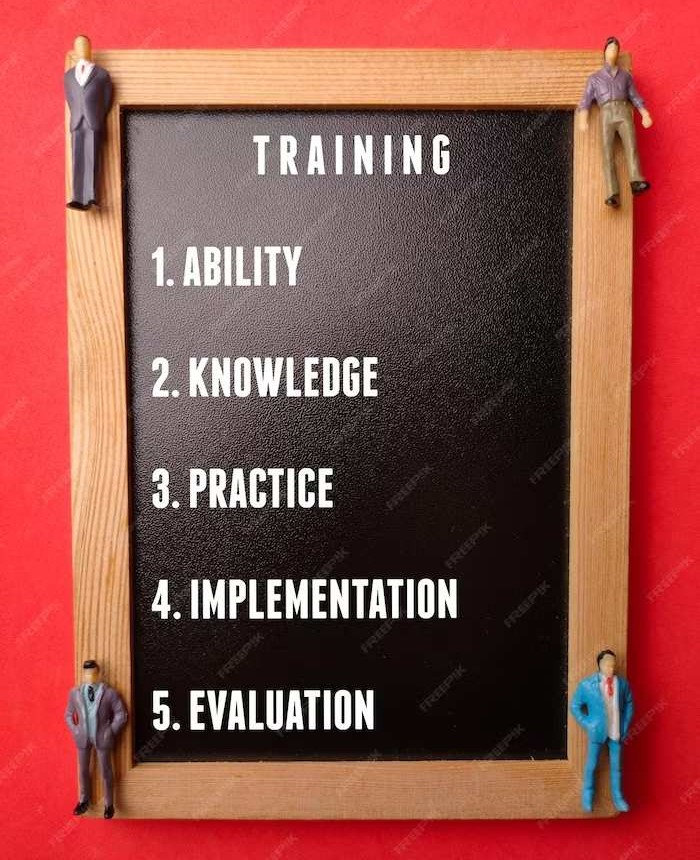 TRAINING
1. ABILITY
2. KNOWLEDGE
3. PRACTICE
4. IMPLEMENTATION
5. EVALUATION